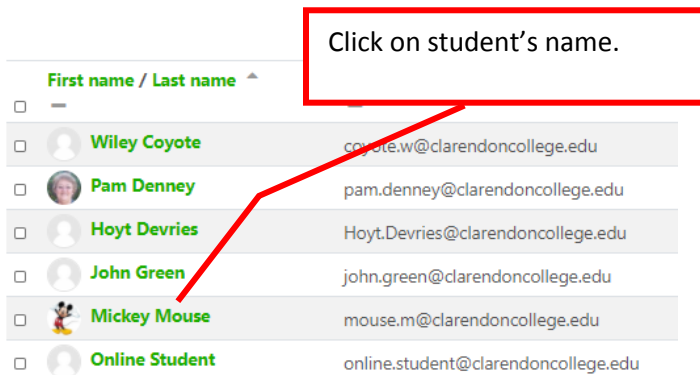 Click on student’s name.
First name / Last name
Wiley Coyote coyote.w@clarendoncollege.edu
Pam Denney pam.denney@clarendoncollege.edu
Hoyt Devries Hoyt.Devries@clarendoncollege.edu
John Green john.green@clarendoncollege.edu
Mickey Mouse mouse.m@clarendoncollege.edu
Online Student online.student@clarendoncollege.edu